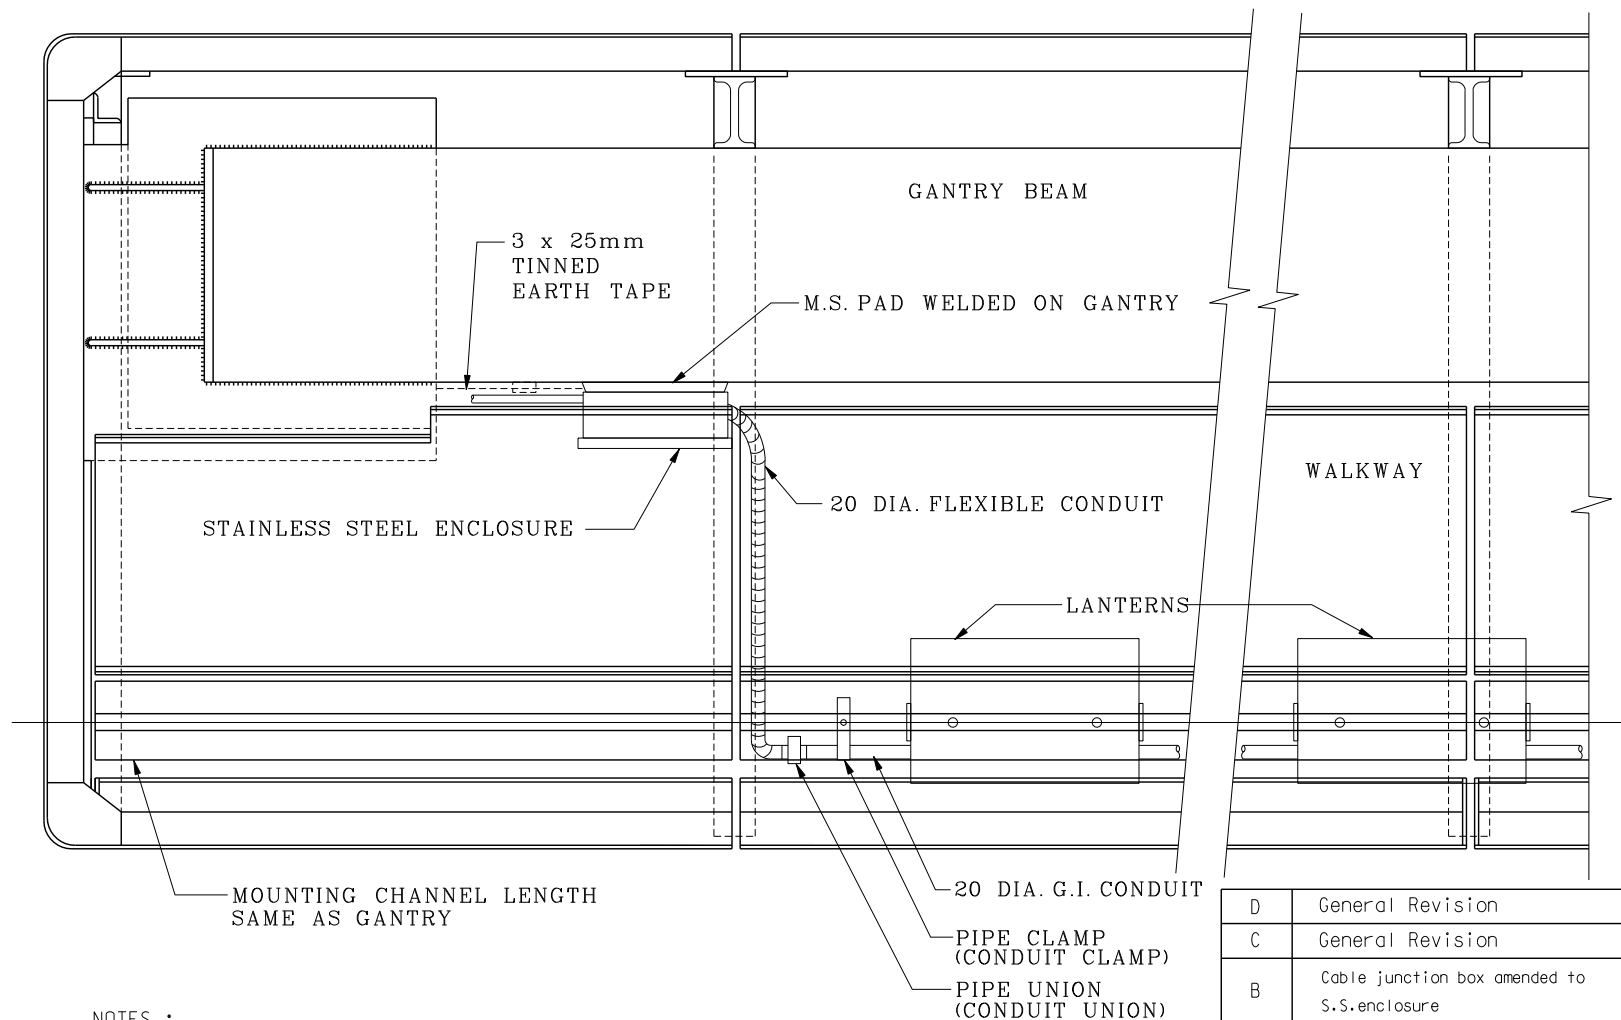 GANTRY BEAM
3 x 25mm
TINNED
EARTH TAPE
M.S. PAD WELDED ON GANTRY
WALKWAY
20 DIA. FLEXIBLE CONDUIT
STAINLESS STEEL ENCLOSURE
LANTERNS
MOUNTING CHANNEL LENGTH
SAME AS GANTRY
20 DIA. G.I. CONDUIT
PIPE CLAMP
(CONDUIT CLAMP)
PIPE UNION
(CONDUIT UNION)
D General Revision
C General Revision
B Cable junction box amended to
S.S.enclosure
NOTES :